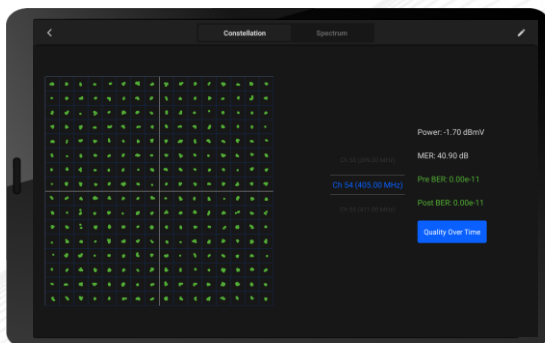 Constellation
Spectrum
Power: -1.70 dBmV
MER: 40.90 dB
Ch 54 (405.00 MHz)
Pre BER: 0.00e-11
Post BER: 0.00e-11
Quality Over Time